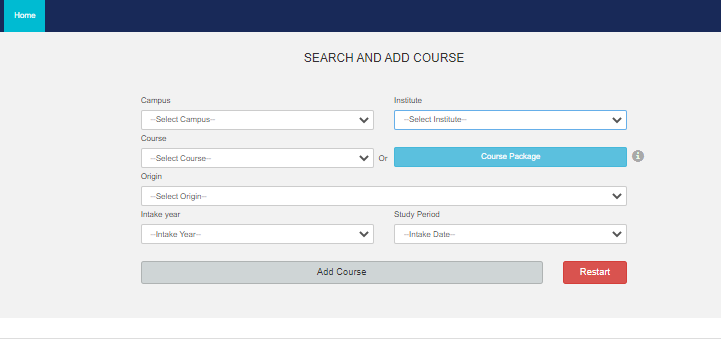 Home
SEARCH AND ADD COURSE
Campus
Institute
--Select Campus--
--Select Institute--
Course
--Select Course--
Or
Course Package
i
Origin
--Select Origin--
Intake year
Study Period
--Intake Year--
--Intake Date--
Add Course
Restart